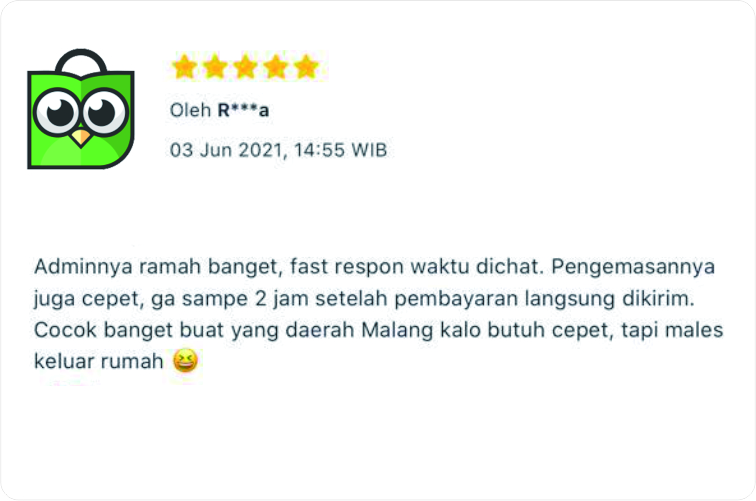 Oleh R***a
03 Jun 2021, 14:55 WIB
Adminnya ramah banget, fast respon waktu dichat. Pengemasannya
juga cepet, ga sampe 2 jam setelah pembayaran langsung dikirim.
Cocok banget buat yang daerah Malang kalo butuh cepet, tapi males
keluar rumah 😆